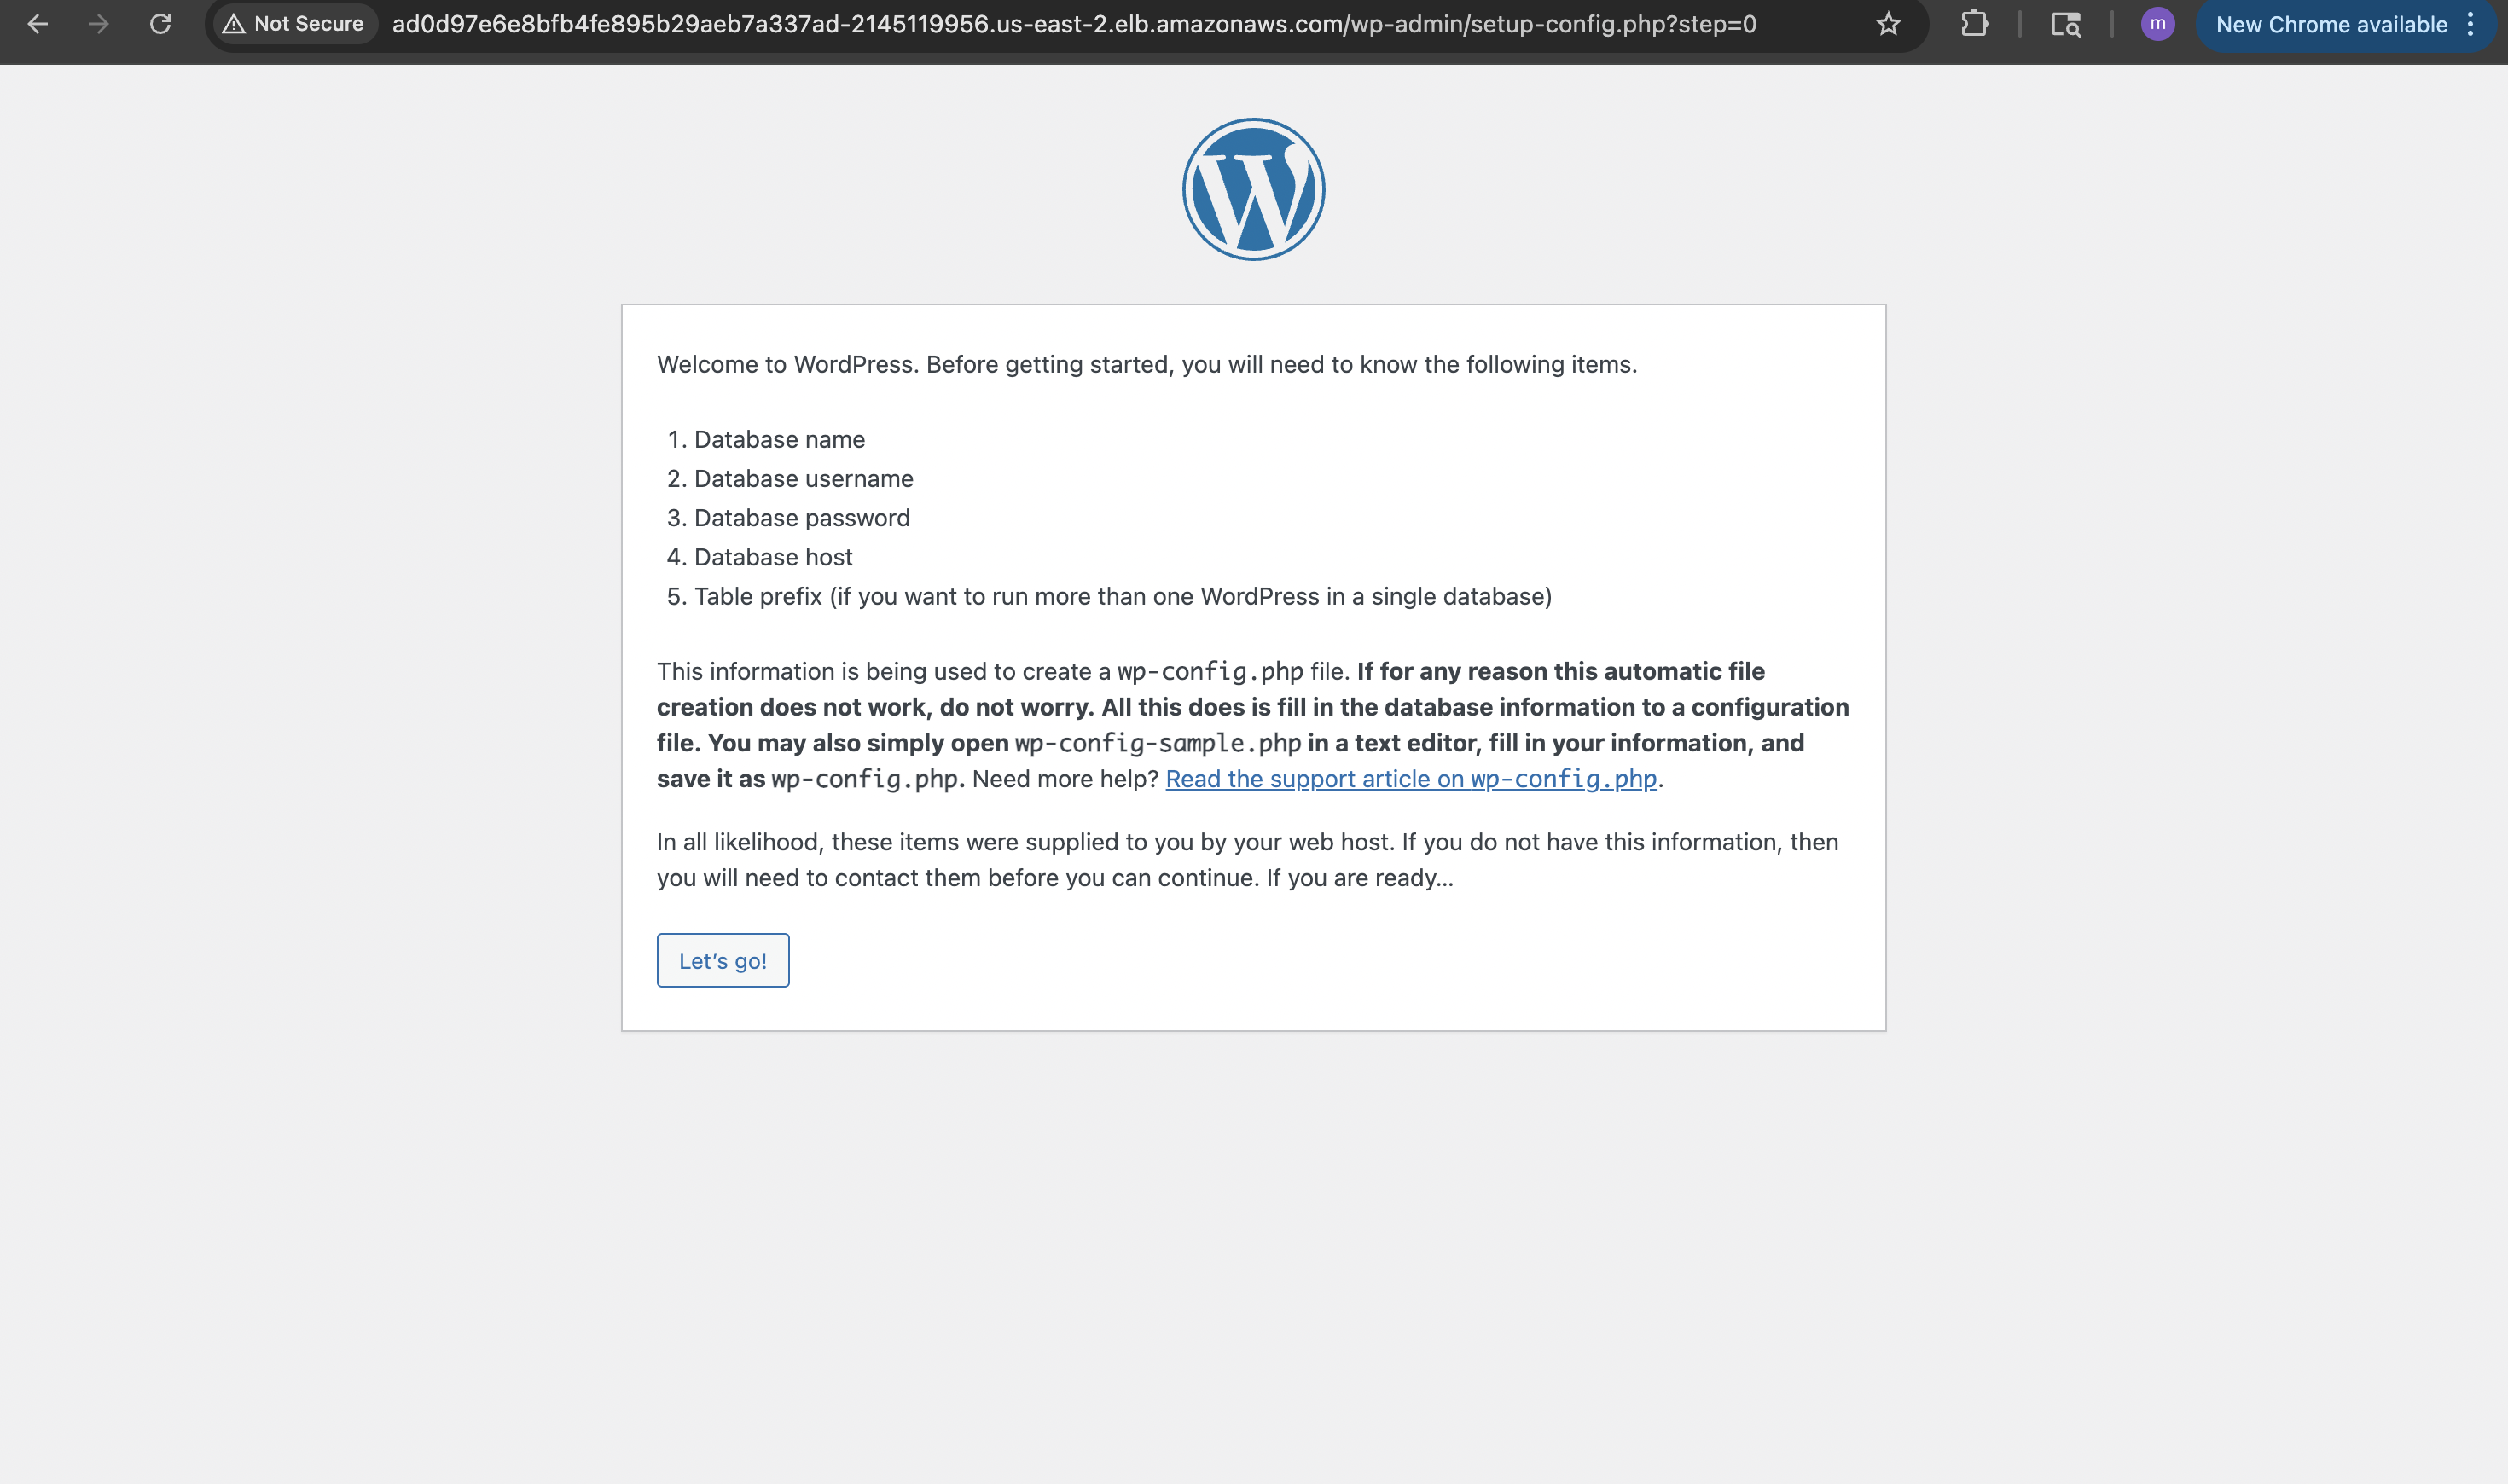 Not Secure ad0d97e6e8bfb4fe895b29aeb7a337ad-2145119956.us-east-2.elb.amazonaws.com/wp-admin/setup-config.php?step=0 m New Chrome available
W
Welcome to WordPress. Before getting started, you will need to know the following items.
1. Database name
2. Database username
3. Database password
4. Database host
5. Table prefix (if you want to run more than one WordPress in a single database)
This information is being used to create a wp-config.php file. If for any reason this automatic file
creation does not work, do not worry. All this does is fill in the database information to a configuration
file. You may also simply open wp-config-sample.php in a text editor, fill in your information, and
save it as wp-config.php. Need more help? Read the support article on wp-config.php.
In all likelihood, these items were supplied to you by your web host. If you do not have this information, then
you will need to contact them before you can continue. If you are ready…
Let’s go!